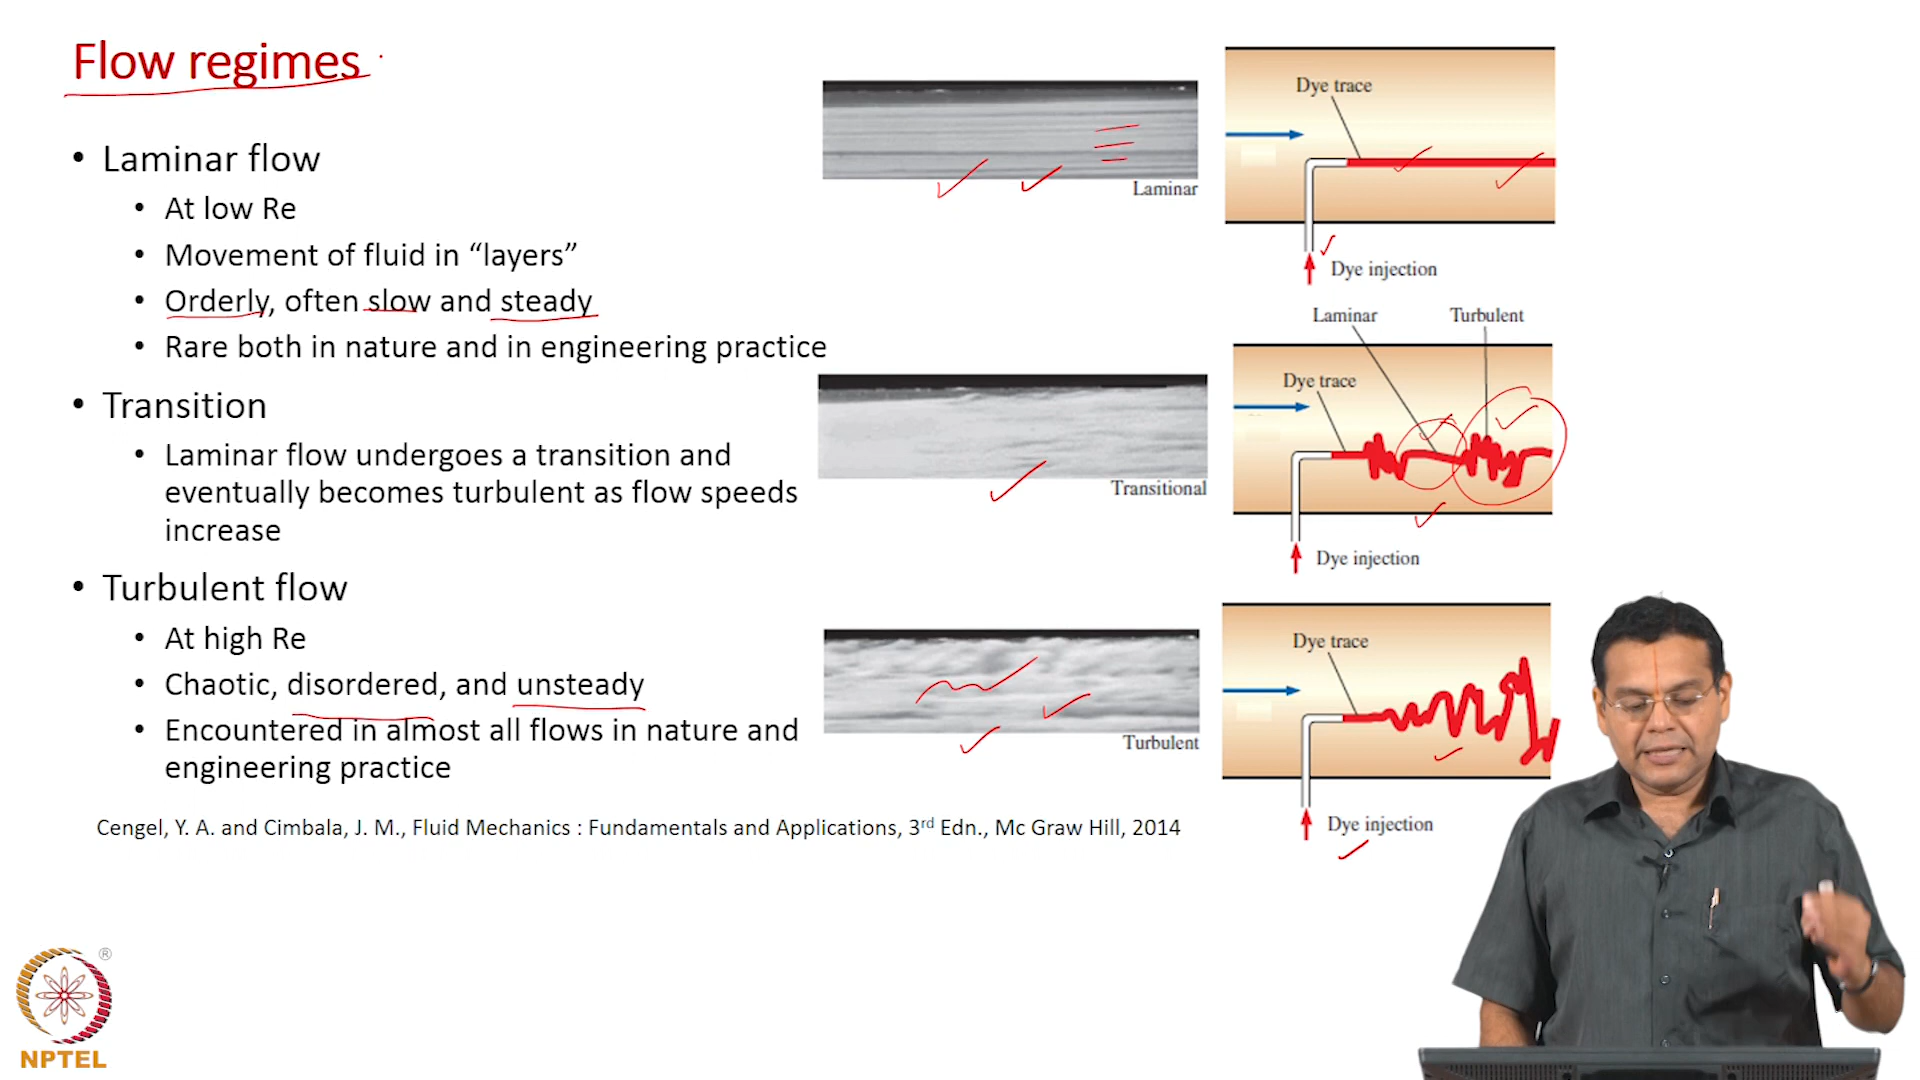 Flow regimes
• Laminar flow
• At low Re
• Movement of fluid in “layers”
• Orderly, often slow and steady
• Rare both in nature and in engineering practice
• Transition
• Laminar flow undergoes a transition and
eventually becomes turbulent as flow speeds
increase
• Turbulent flow
• At high Re
• Chaotic, disordered, and unsteady
• Encountered in almost all flows in nature and
engineering practice
Cengel, Y. A. and Cimbala, J. M., Fluid Mechanics : Fundamentals and Applications, 3rd Edn., Mc Graw Hill, 2014
Laminar
Transitional
Turbulent
Dye trace
Dye injection
Laminar Turbulent
Dye trace
Dye injection
Dye trace
Dye injection
®
NPTEL